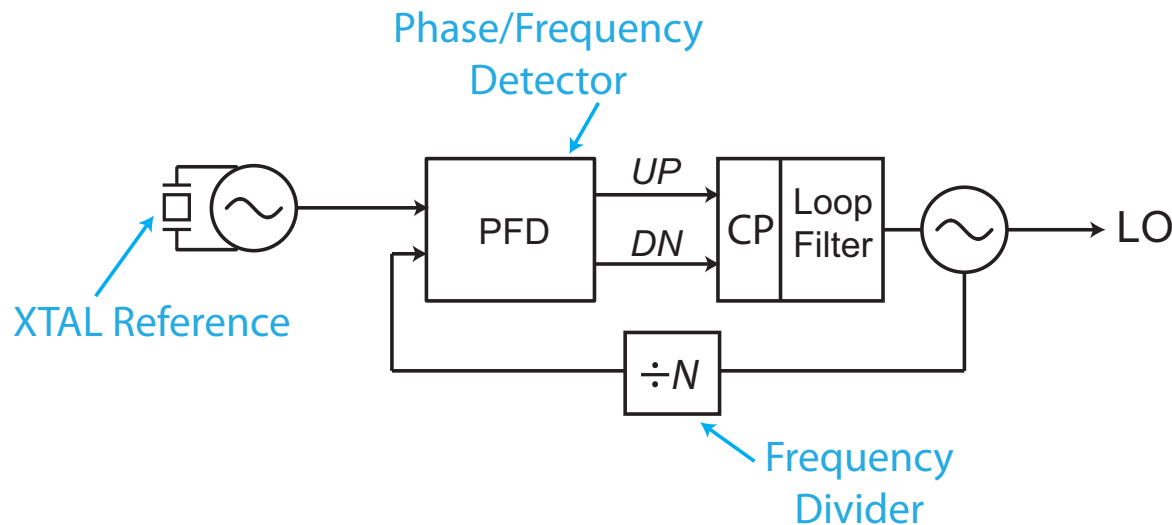 Phase/Frequency
Detector
UP
PFD
DN
CP
Loop
Filter
LO
XTAL Reference
÷N
Frequency
Divider